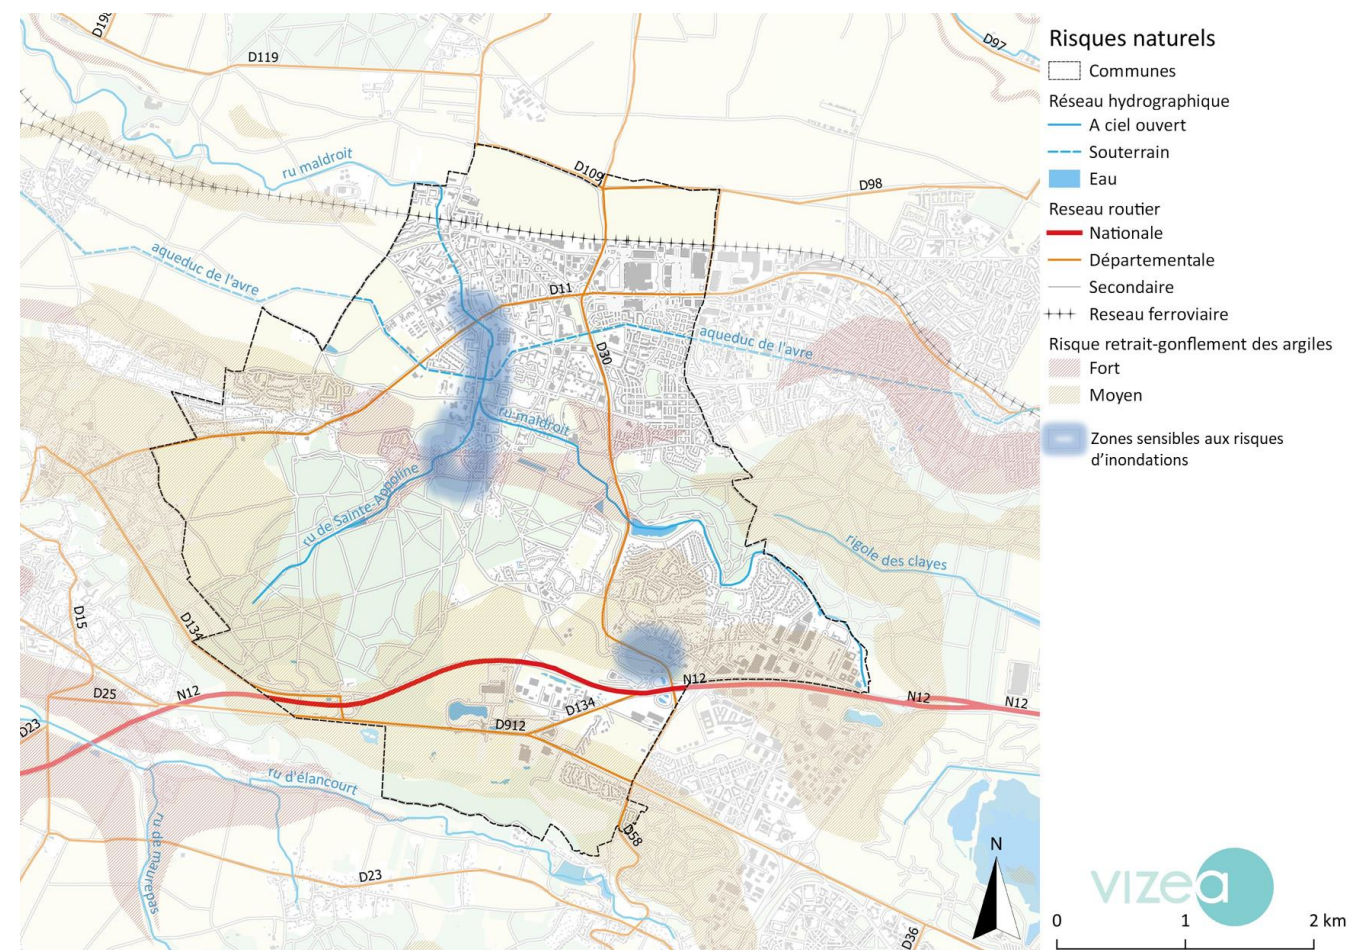 D198
D119
D97
ru maldroit
D109
D98
aqueduc de l'avre
D11
D30
aqueduc de l'avre
ru maldroit
ru de Sainte-Appoline
rigole des clayes
D15
D134
D25
N12
N12
N12
N12
D23
D134
D912
ru d'élancourt
ru de maurepas
D58
D23
D36
Risques naturels
Communes
Réseau hydrographique
A ciel ouvert
Souterrain
Eau
Reseau routier
Nationale
Départementale
Secondaire
Reseau ferroviaire
Risque retrait-gonflement des argiles
Fort
Moyen
Zones sensibles aux risques
d'inondations
N
vizea
0 1 2 km